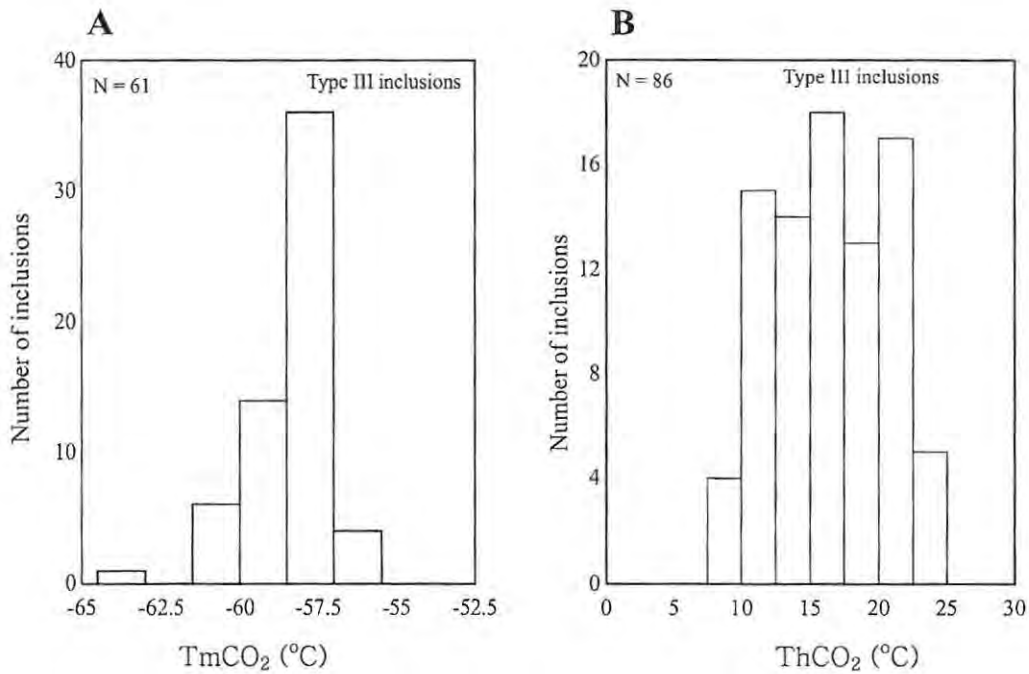 A
40
N = 61
Type III inclusions
30
20
10
0
Number of inclusions
-65
-62.5
-60
-57.5
-55
-52.5
TmCO₂ (°C)
B
20
N = 86
Type III inclusions
16
12
8
4
0
Number of inclusions
0
5
10
15
20
25
30
ThCO₂ (°C)